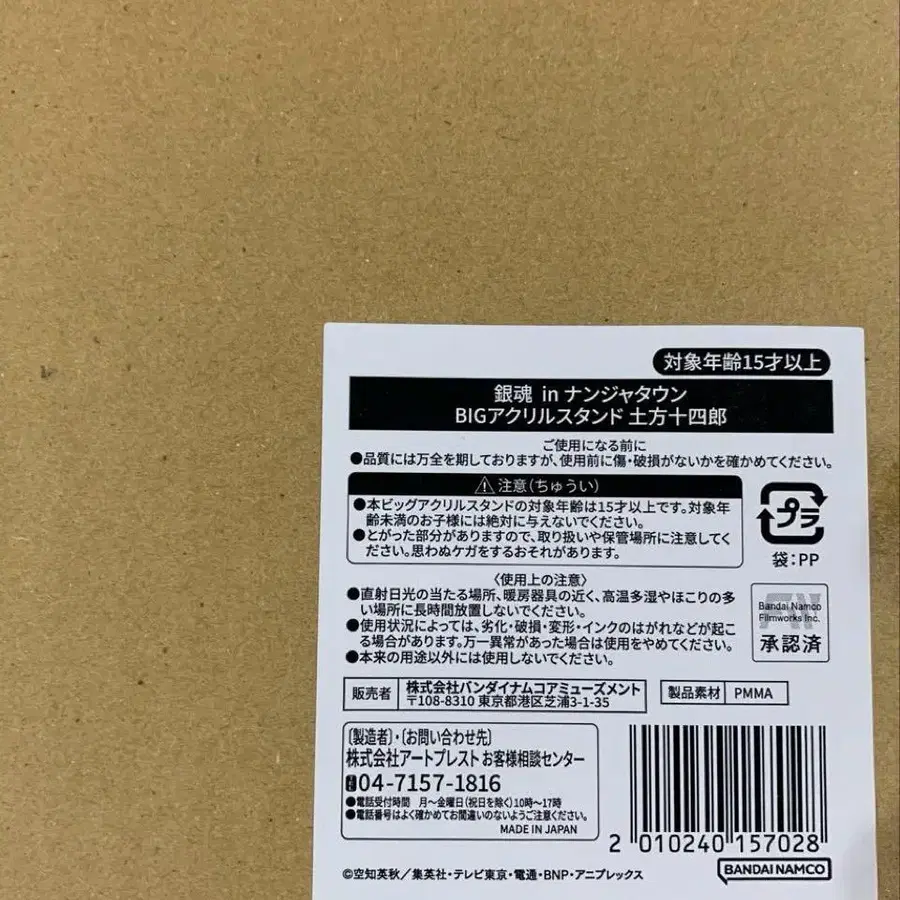 対象年齢15才以上
銀魂 in ナンジャタウン
BIGアクリルスタンド 土方十四郎
ご使用になる前に
●品質には万全を期しておりますが、使用前に傷・破損がないかを確かめてください。
⚠注意(ちゅうい)
●本ビッグアクリルスタンドの対象年齢は15才以上です。対象年
齢未満のお子様には絶対に与えないでください。
●とがった部分がありますので、取り扱いや保管場所に注意してく
ださい。思わぬケガをするおそれがあります。
プラ
袋:PP
〈使用上の注意〉
●直射日光の当たる場所、暖房器具の近く、高温多湿やほこりの多
い場所に長時間放置しないでください。
●使用状況によっては、劣化・破損・変形・インクのはがれなどが起こ
る場合があります。万一異常があった場合は使用をやめてください。
●本来の用途以外には使用しないでください。
FW
Bandai Namco
Filmworks Inc.
承認済
販売者 株式会社バンダイナムコアミューズメント
〒108-8310 東京都港区芝浦3-1-35
製品素材 PMMA
〔製造者〕・〔お問い合わせ先〕
株式会社アートプレスト お客様相談センター
04-7157-1816
●電話受付時間 月〜金曜日(祝日を除く)10時〜17時
●電話番号はよく確かめてお間違いのないようご注意ください。
MADE IN JAPAN
2 010240 157028
©空知英秋/集英社・テレビ東京・電通・BNP・アニプレックス
BANDAI NAMCO